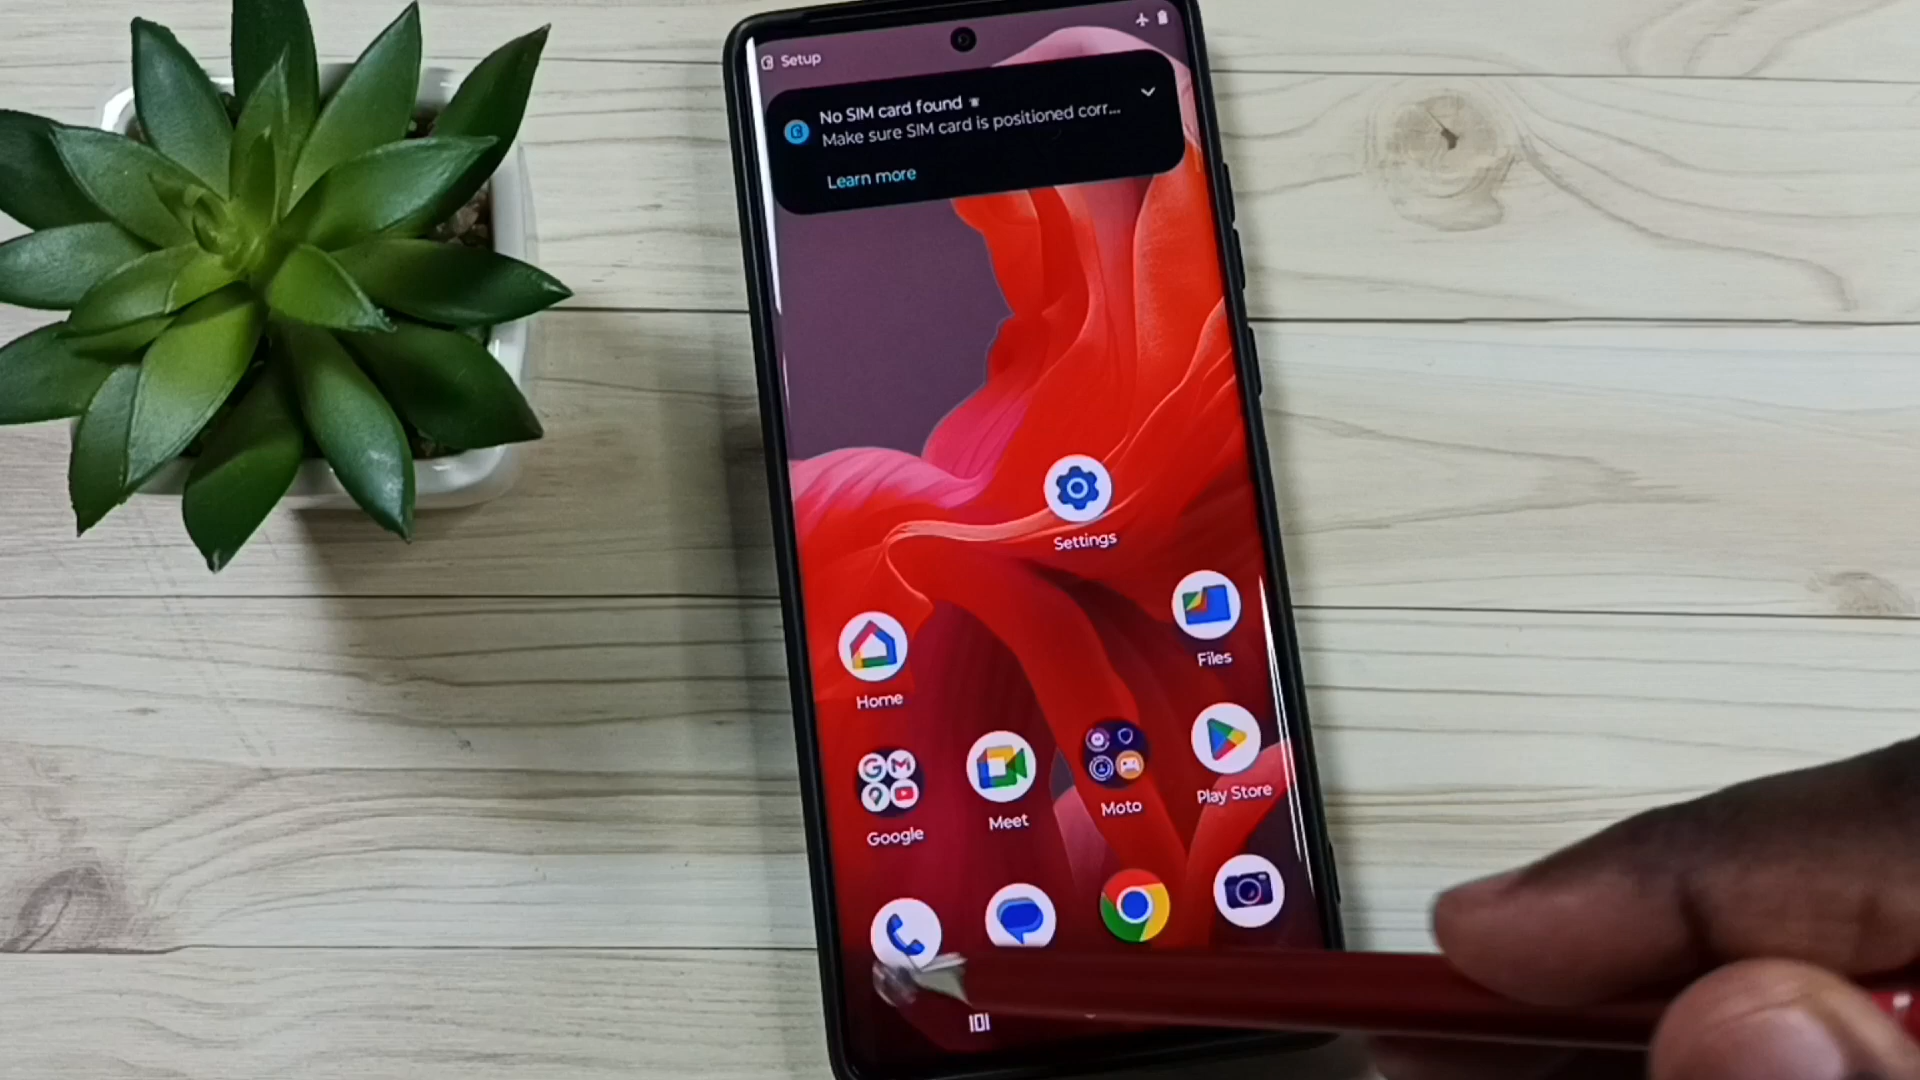 Setup
No SIM card found
Make sure SIM card is positioned corr...
Learn more
Settings
Home
Files
Google
Meet
Moto
Play Store